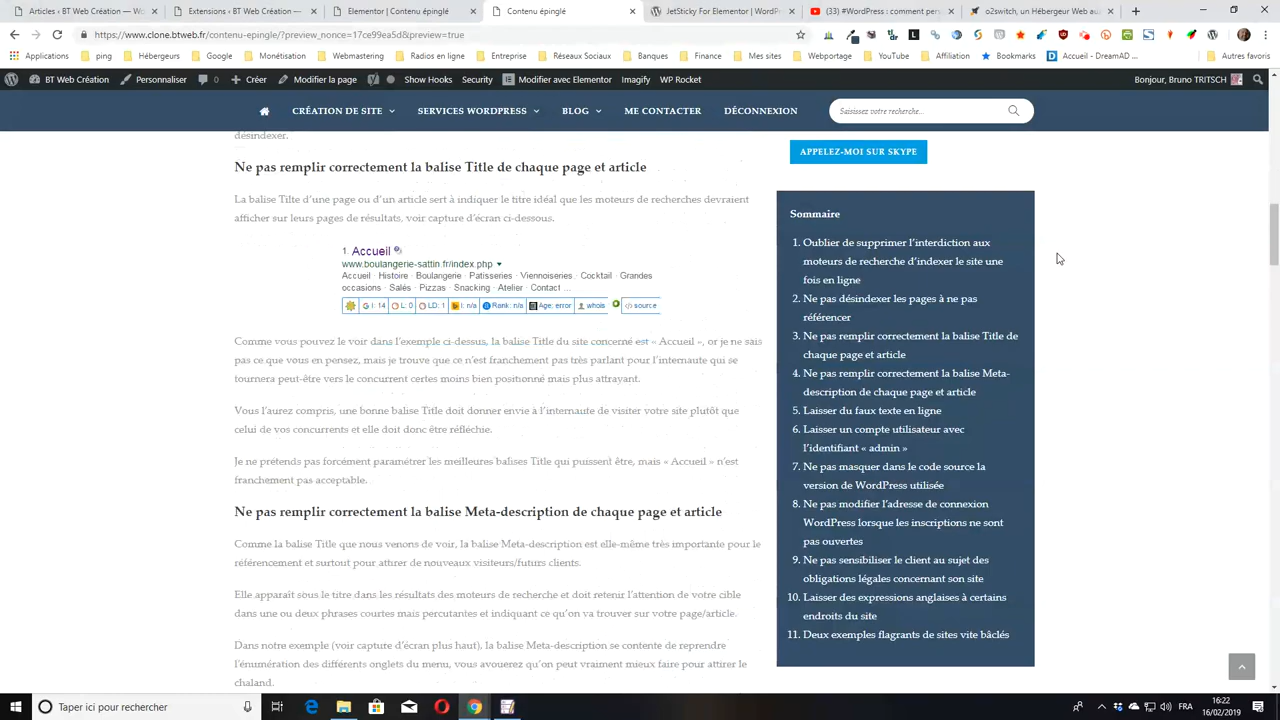 Articles ‹ BT Web Création — W
Extensions ‹ BT Web Création
Modifier la page ‹ Contenu épinglé
Contenu épinglé
JetSticky For Elementor | WordP
(33) Personnaliser l'en
Interdiction à
o2switch, un Hébergeur Web au
https://www.clone.btweb.fr/contenu-epingle/?preview_nonce=17ce99ea5d&preview=true
Applications
ping
Hébergeurs
Google
Monétisation
Webmastering
Radios en ligne
Entreprise
Réseaux Sociaux
Banques
Finance
Mes sites
Webportage
YouTube
Affiliation
Bookmarks
Accueil – DreamAD ...
Autres favoris
BT Web Création
Personnaliser
6
0
Créer
Modifier la page
Show Hooks
Security
Modifier avec Elementor
Imagify
WP Rocket
Bonjour, Bruno TRITSCH
CRÉATION DE SITE
SERVICES WORDPRESS
BLOG
ME CONTACTER
DÉCONNEXION
Saisissez votre recherche...
désindexer.
APPELEZ-MOI SUR SKYPE
Ne pas remplir correctement la balise Title de chaque page et article
La balise Tilte d'une page ou d'un article sert à indiquer le titre idéal que les moteurs de recherches devraient
afficher sur leurs pages de résultats, voir capture d'écran ci-dessous.
1. Accueil
www.boulangerie-sattin.fr/index.php
Accueil · Histoire · Boulangerie · Patisseries · Viennoiseries · Cocktail · Grandes
occasions · Salés · Pizzas · Snacking · Atelier · Contact ...
I: 14
L: 0
LD: 1
I: n/a
Rank: n/a
Age: error
whois
source
Comme vous pouvez le voir dans l'exemple ci-dessus, la balise Title du site concerné est « Accueil », or je ne sais
pas ce que vous en pensez, mais je trouve que ce n'est franchement pas très parlant pour l'internaute qui se
tournera peut-être vers le concurrent certes moins bien positionné mais plus attrayant.
Vous l'aurez compris, une bonne balise Title doit donner envie à l'internaute de visiter votre site plutôt que
celui de vos concurrents et elle doit donc être réfléchie.
Je ne prétends pas forcément paramétrer les meilleures balises Title qui puissent être, mais « Accueil » n'est
franchement pas acceptable.
Ne pas remplir correctement la balise Meta-description de chaque page et article
Comme la balise Title que nous venons de voir, la balise Meta-description est elle-même très importante pour le
référencement et surtout pour attirer de nouveaux visiteurs/futurs clients.
Elle apparaît sous le titre dans les résultats des moteurs de recherche et doit retenir l'attention de votre cible
dans une ou deux phrases courtes mais percutantes et indiquant ce qu'on va trouver sur votre page/article.
Dans notre exemple (voir capture d'écran plus haut), la balise Meta-description se contente de reprendre
l'énumération des différents onglets du menu, vous avouerez qu'on peut vraiment mieux faire pour attirer le
chaland.
Sommaire
1. Oublier de supprimer l'interdiction aux
moteurs de recherche d'indexer le site une
fois en ligne
2. Ne pas désindexer les pages à ne pas
référencer
3. Ne pas remplir correctement la balise Title de
chaque page et article
4. Ne pas remplir correctement la balise Meta-
description de chaque page et article
5. Laisser du faux texte en ligne
6. Laisser un compte utilisateur avec
l'identifiant « admin »
7. Ne pas masquer dans le code source la
version de WordPress utilisée
8. Ne pas modifier l'adresse de connexion
WordPress lorsque les inscriptions ne sont
pas ouvertes
9. Ne pas sensibiliser le client au sujet des
obligations légales concernant son site
10. Laisser des expressions anglaises à certains
endroits du site
11. Deux exemples flagrants de sites vite bâclés
Taper ici pour rechercher
FRA
16:22
16/02/2019